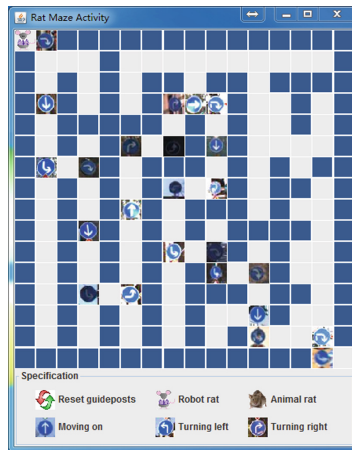 Rat Maze Activity
Specification
Reset guideposts Robot rat Animal rat
Moving on Turning left Turning right